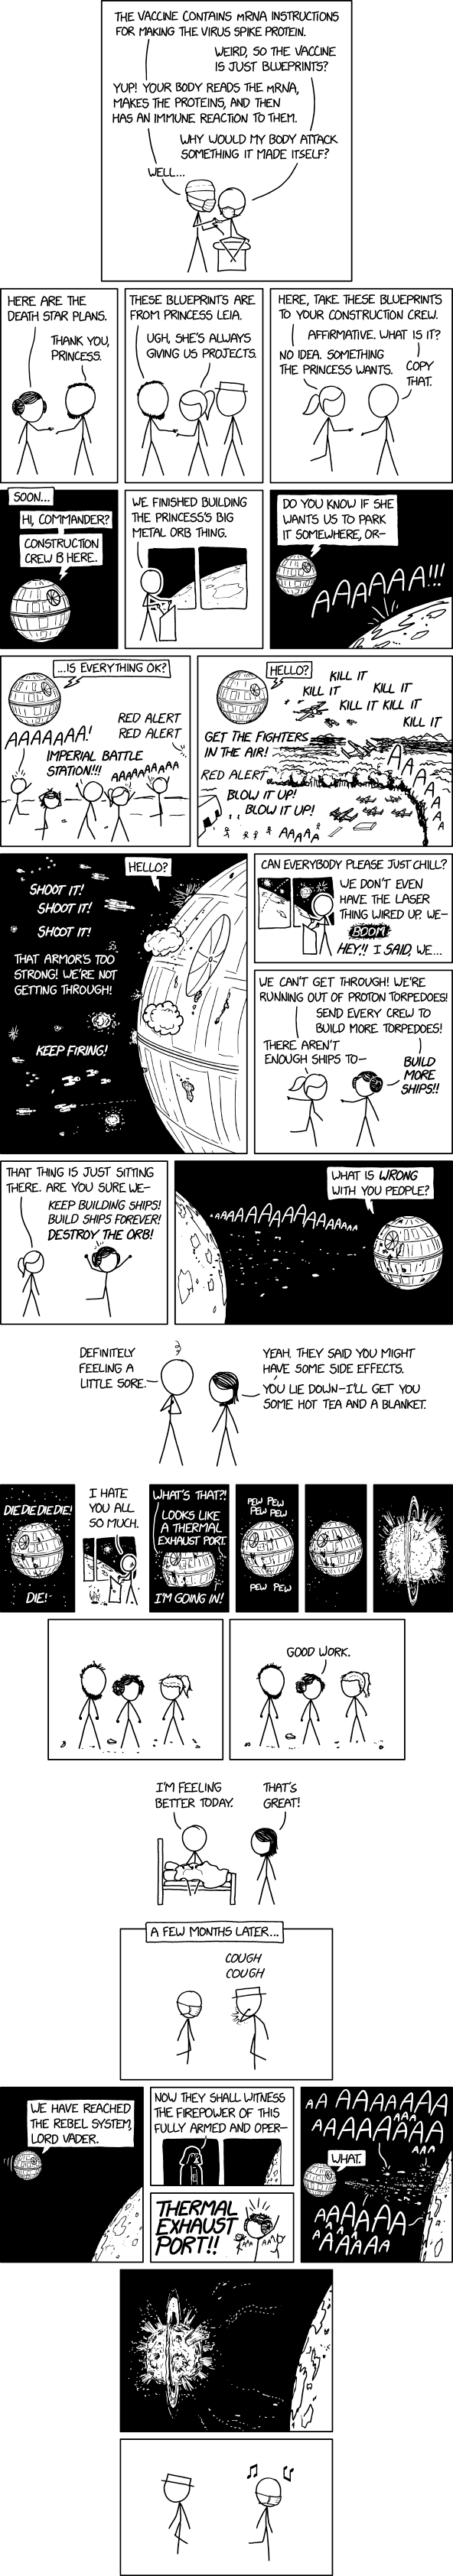 THE VACCINE CONTAINS mRNA INSTRUCTIONS
FOR MAKING THE VIRUS SPIKE PROTEIN.
WEIRD, SO THE VACCINE
IS JUST BLUEPRINTS?
YUP! YOUR BODY READS THE mRNA,
MAKES THE PROTEINS, AND THEN
HAS AN IMMUNE REACTION TO THEM.
WHY WOULD MY BODY ATTACK
SOMETHING IT MADE ITSELF?
WELL...
HERE ARE THE
DEATH STAR PLANS.
THANK YOU,
PRINCESS.
THESE BLUEPRINTS ARE
FROM PRINCESS LEIA.
UGH, SHE'S ALWAYS
GIVING US PROJECTS.
HERE, TAKE THESE BLUEPRINTS
TO YOUR CONSTRUCTION CREW.
AFFIRMATIVE. WHAT IS IT?
NO IDEA. SOMETHING
THE PRINCESS WANTS.
COPY
THAT.
SOON...
HI, COMMANDER?
CONSTRUCTION
CREW B HERE.
WE FINISHED BUILDING
THE PRINCESS'S BIG
METAL ORB THING.
DO YOU KNOW IF SHE
WANTS US TO PARK
IT SOMEWHERE, OR—
AAAAAA!!!
...IS EVERYTHING OK?
AAAAAAA!
RED ALERT
RED ALERT
IMPERIAL BATTLE
STATION!!!
AAAAAAAAA
HELLO?
KILL IT
KILL IT
KILL IT
KILL IT KILL IT
KILL IT
GET THE FIGHTERS
IN THE AIR!
RED ALERT
BLOW IT UP!
BLOW IT UP!
AAAAAAA
AAAA
HELLO?
SHOOT IT!
SHOOT IT!
SHOOT IT!
THAT ARMOR'S TOO
STRONG! WE'RE NOT
GETTING THROUGH!
KEEP FIRING!
CAN EVERYBODY PLEASE JUST CHILL?
WE DON'T EVEN
HAVE THE LASER
THING WIRED UP. WE—
BOOM
HEY!! I SAID, WE...
WE CAN'T GET THROUGH! WE'RE
RUNNING OUT OF PROTON TORPEDOES!
SEND EVERY CREW TO
BUILD MORE TORPEDOES!
THERE AREN'T
ENOUGH SHIPS TO—
BUILD
MORE
SHIPS!!
THAT THING IS JUST SITTING
THERE. ARE YOU SURE WE—
KEEP BUILDING SHIPS!
BUILD SHIPS FOREVER!
DESTROY THE ORB!
WHAT IS WRONG
WITH YOU PEOPLE?
AAAAAAAAAAAAAAAAAA
DEFINITELY
FEELING A
LITTLE SORE.
YEAH. THEY SAID YOU MIGHT
HAVE SOME SIDE EFFECTS.
YOU LIE DOWN—I'LL GET YOU
SOME HOT TEA AND A BLANKET.
DIE DIE DIE DIE!
DIE!
I HATE
YOU ALL
SO MUCH.
WHAT'S THAT?!
LOOKS LIKE
A THERMAL
EXHAUST PORT.
I'M GOING IN!
PEW PEW
PEW PEW
PEW PEW
GOOD WORK.
I'M FEELING
BETTER TODAY.
THAT'S
GREAT!
A FEW MONTHS LATER...
COUGH
COUGH
WE HAVE REACHED
THE REBEL SYSTEM,
LORD VADER.
NOW THEY SHALL WITNESS
THE FIREPOWER OF THIS
FULLY ARMED AND OPER—
THERMAL
EXHAUST
PORT!!
AA AAAAAAA
AAA
AAAAAAAA
AAA
WHAT.
AAAAAA
AAAAAA